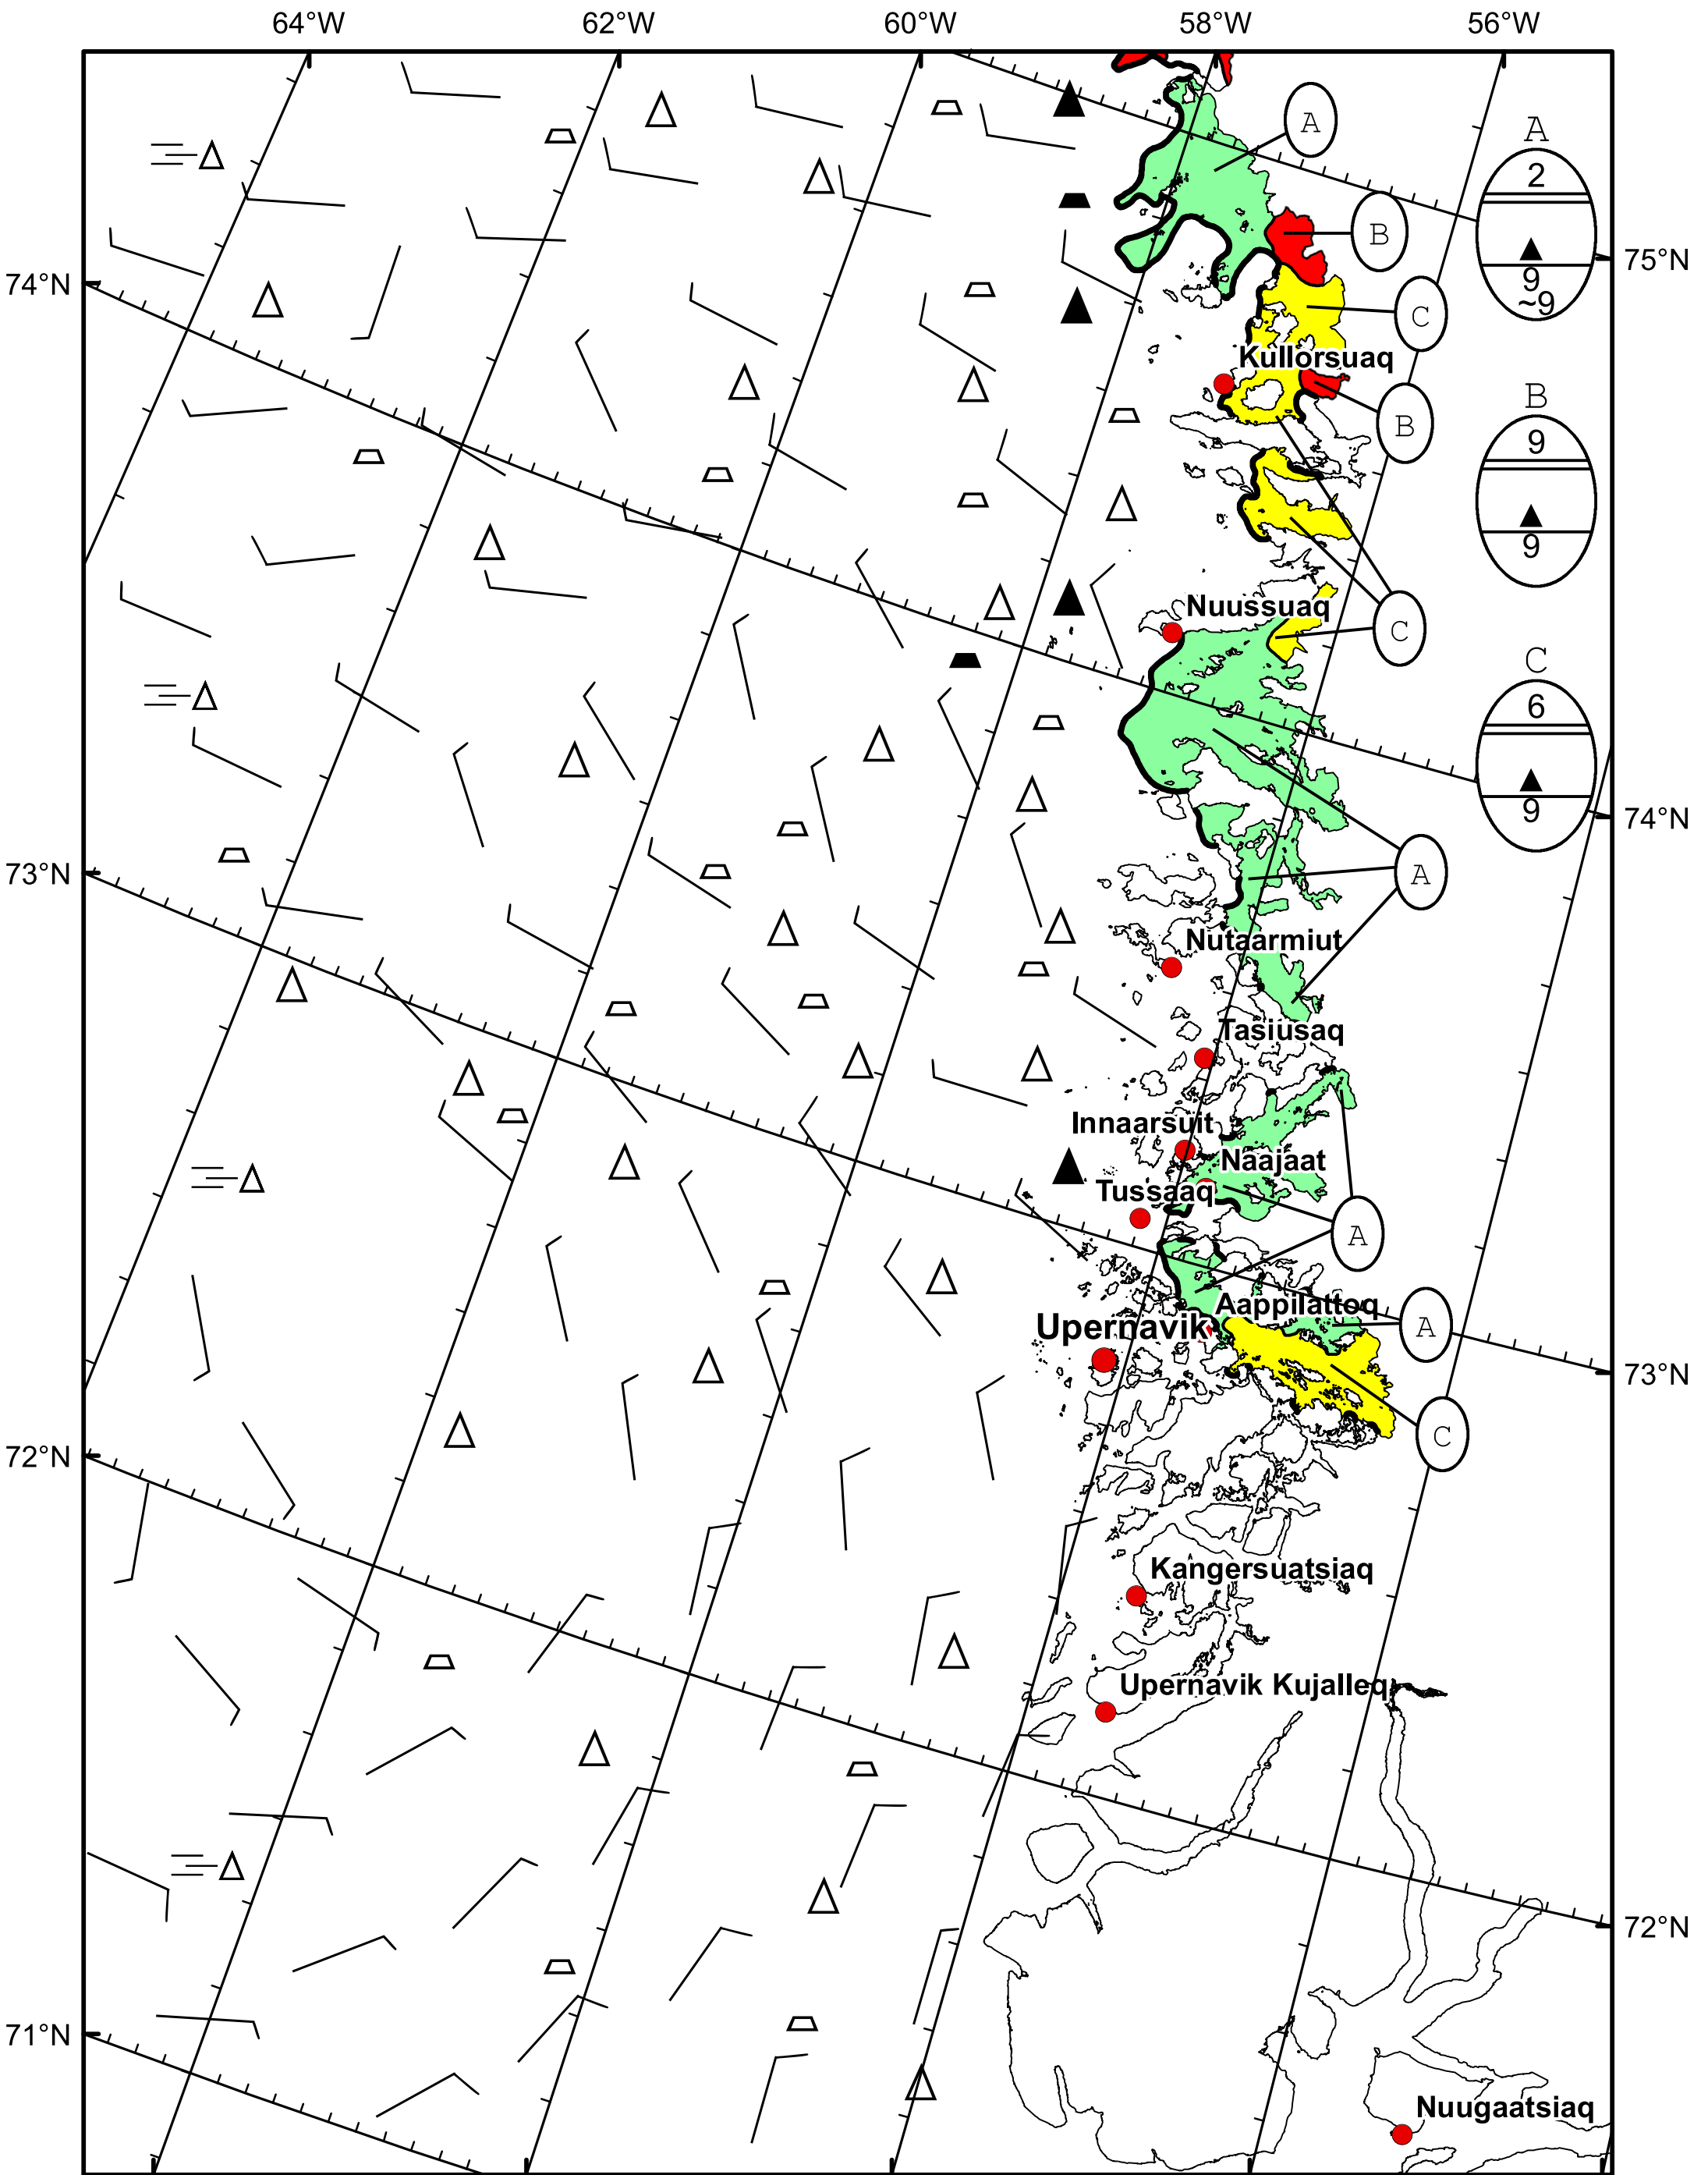 64°W 62°W 60°W 58°W 56°W
A
A
2
B
9
~9
75°N
74°N
C
Kullorsuaq
B
B
9
9
Nuussuaq
C
C
6
9
74°N
73°N
A
Nutaarmiut
Tasiusaq
Innaarsuit
Naajaat
Tussaaq
A
Aappilattoq
A
Upernavik
73°N
C
72°N
Kangersuatsiaq
Upernavik Kujalleq
72°N
71°N
Nuugaatsiaq